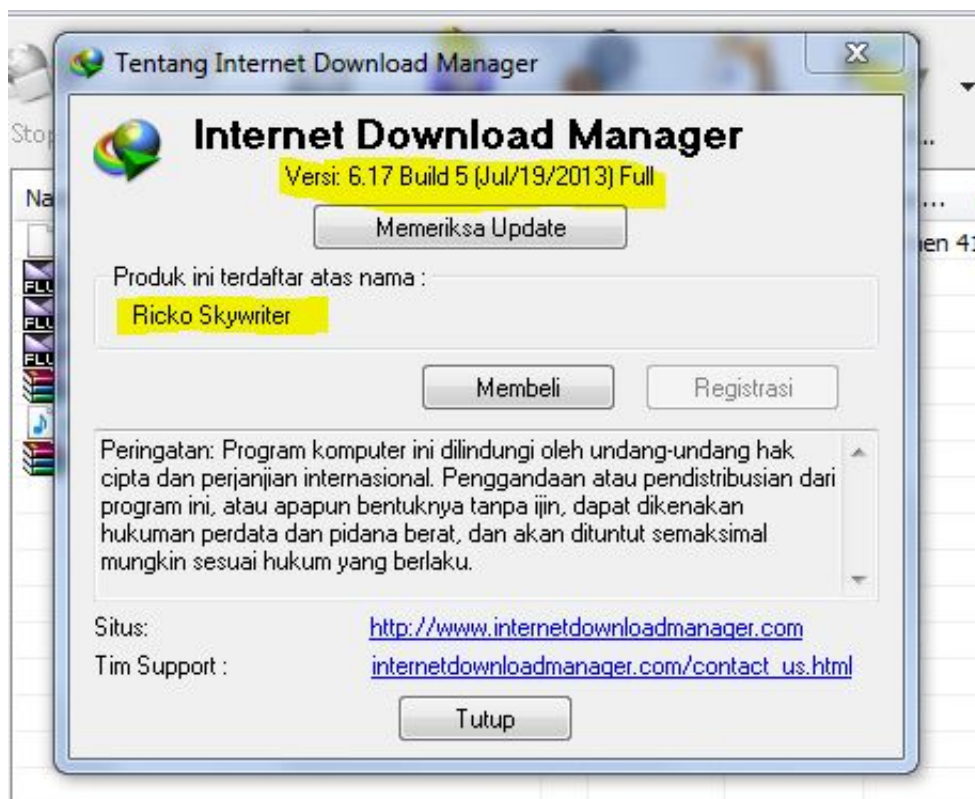 Tentang Internet Download Manager
Stop
Internet Download Manager
Versi: 6.17 Build 5 (Jul/19/2013) Full
Na
...
Memeriksa Update
Produk ini terdaftar atas nama :
Ricko Skywriter
FLV
FLV
FLV
Membeli
Registrasi
Peringatan: Program komputer ini dilindungi oleh undang-undang hak
cipta dan perjanjian internasional. Penggandaan atau pendistribusian dari
program ini, atau apapun bentuknya tanpa ijin, dapat dikenakan
hukuman perdata dan pidana berat, dan akan dituntut semaksimal
mungkin sesuai hukum yang berlaku.
Situs: http://www.internetdownloadmanager.com
Tim Support : internetdownloadmanager.com/contact_us.html
Tutup